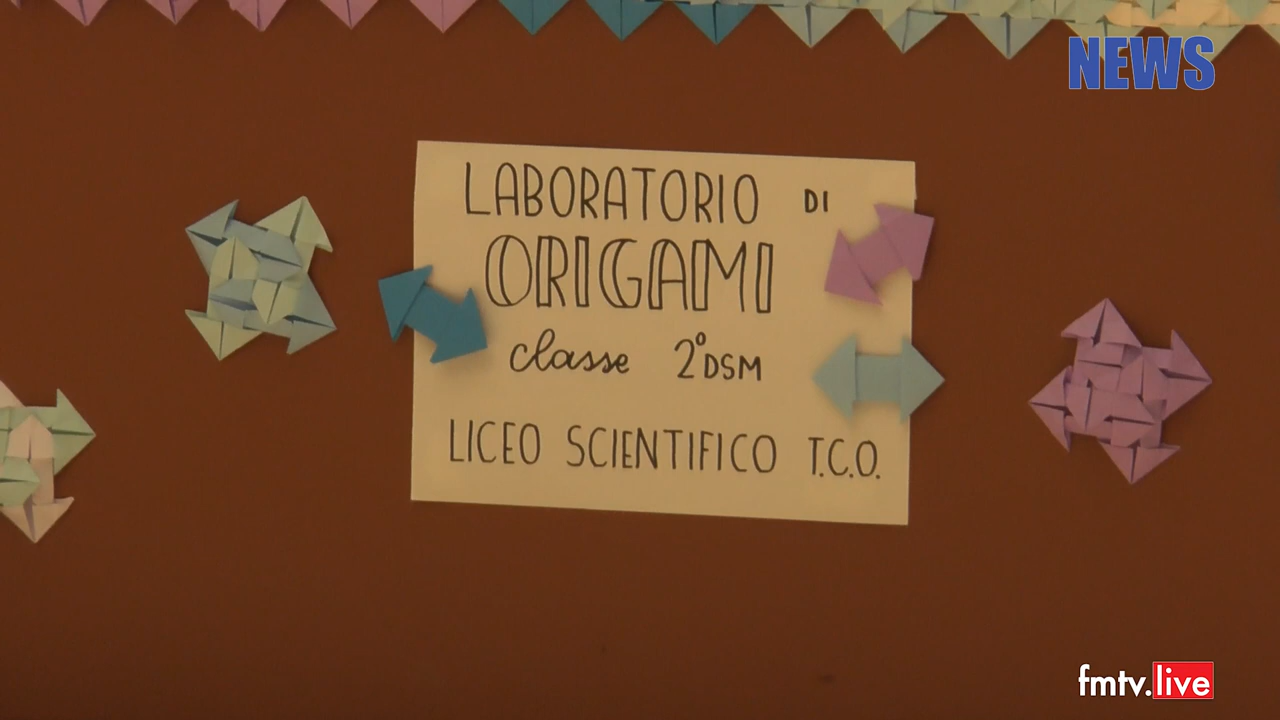 NEWS
LABORATORIO DI
ORIGAMI
classe 2°DSM
LICEO SCIENTIFICO T.C.O.
fmtv.live